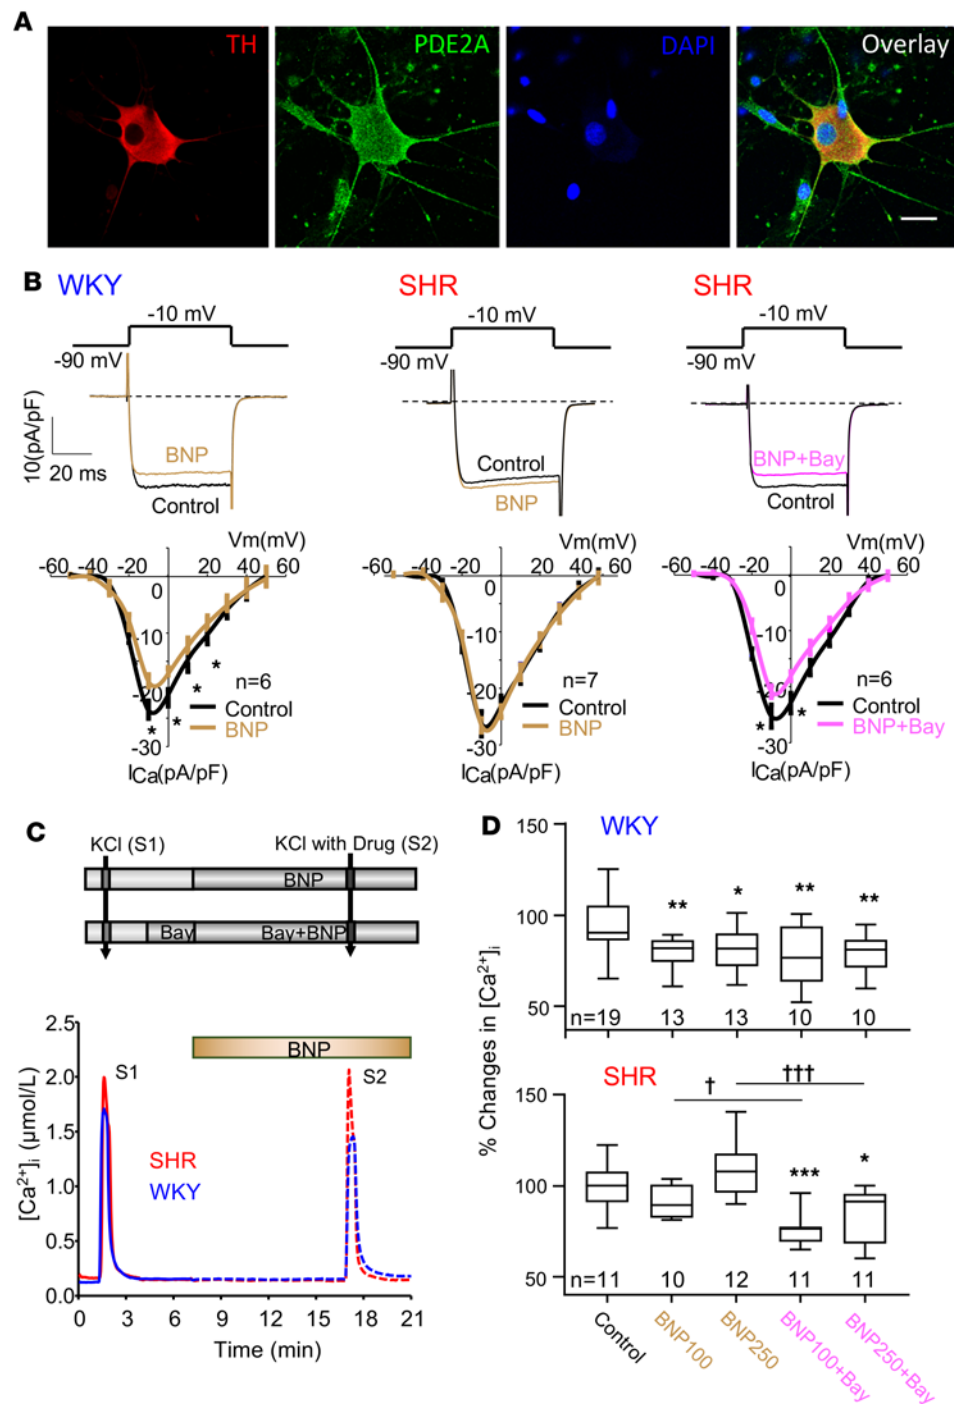 A
TH
PDE2A
DAPI
Overlay
B
WKY
SHR
SHR
-10 mV
-10 mV
-10 mV
-90 mV
-90 mV
-90 mV
10(pA/pF)
20 ms
BNP
Control
Control
BNP
BNP+Bay
Control
Vm(mV)
-60 -40 -20 0 20 40 60
-10
-20
-30
* * * *
n=6
Control
BNP
ICa(pA/pF)
Vm(mV)
-60 -40 -20 0 20 40 60
-10
-20
-30
n=7
Control
BNP
ICa(pA/pF)
Vm(mV)
-60 -40 -20 0 20 40 60
-10
-20
-30
* *
n=6
Control
BNP+Bay
ICa(pA/pF)
C
KCl (S1)
KCl with Drug (S2)
BNP
Bay
Bay+BNP
2.5
2.0
1.5
1.0
0.5
0.0
[Ca2+]i (µmol/L)
BNP
S1
S2
SHR
WKY
0 3 6 9 12 15 18 21
Time (min)
D
WKY
150
100
50
** * ** **
n=19 13 13 10 10
% Changes in [Ca2+]i
SHR
150
100
50
† †††
*** *
n=11 10 12 11 11
Control
BNP100
BNP250
BNP100+Bay
BNP250+Bay